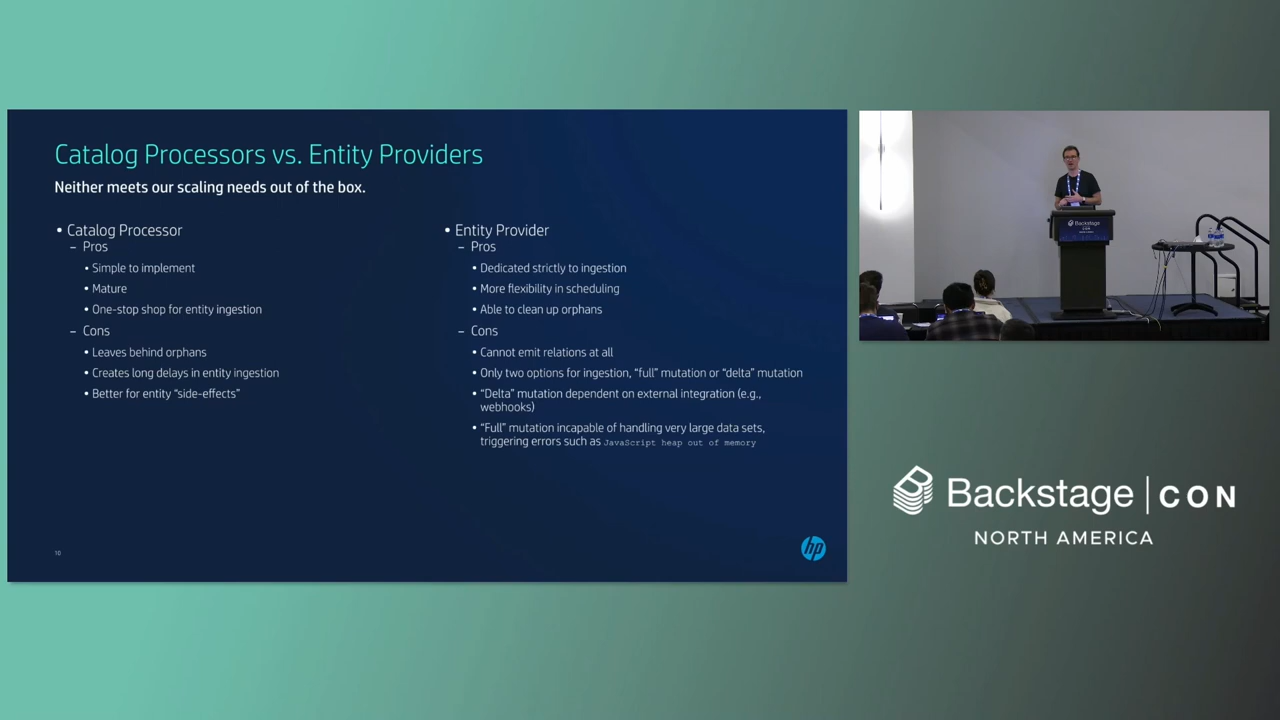 Catalog Processors vs. Entity Providers
Neither meets our scaling needs out of the box.
• Catalog Processor
– Pros
• Simple to implement
• Mature
• One-stop shop for entity ingestion
– Cons
• Leaves behind orphans
• Creates long delays in entity ingestion
• Better for entity “side-effects”
• Entity Provider
– Pros
• Dedicated strictly to ingestion
• More flexibility in scheduling
• Able to clean up orphans
– Cons
• Cannot emit relations at all
• Only two options for ingestion, “full” mutation or “delta” mutation
• “Delta” mutation dependent on external integration (e.g.,
webhooks)
• “Full” mutation incapable of handling very large data sets,
triggering errors such as JavaScript heap out of memory
10
hp
Backstage
CON
Backstage | CON
NORTH AMERICA